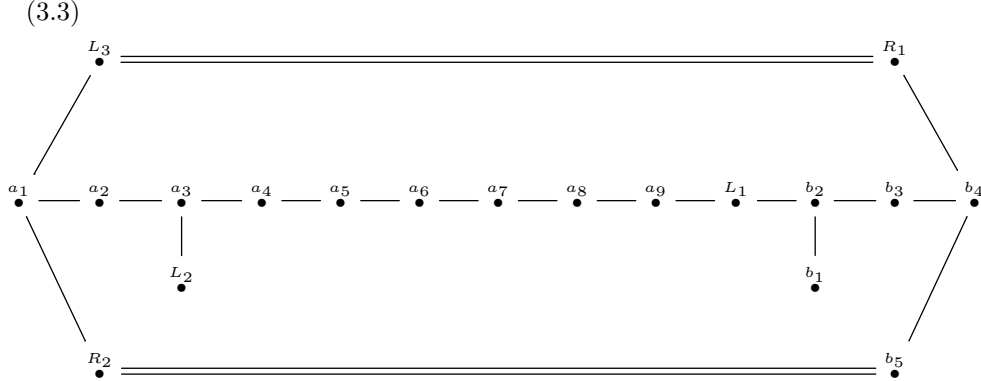 (3.3)
L₃ R₁
a₁ a₂ a₃ a₄ a₅ a₆ a₇ a₈ a₉ L₁ b₂ b₃ b₄
L₂ b₁
R₂ b₅